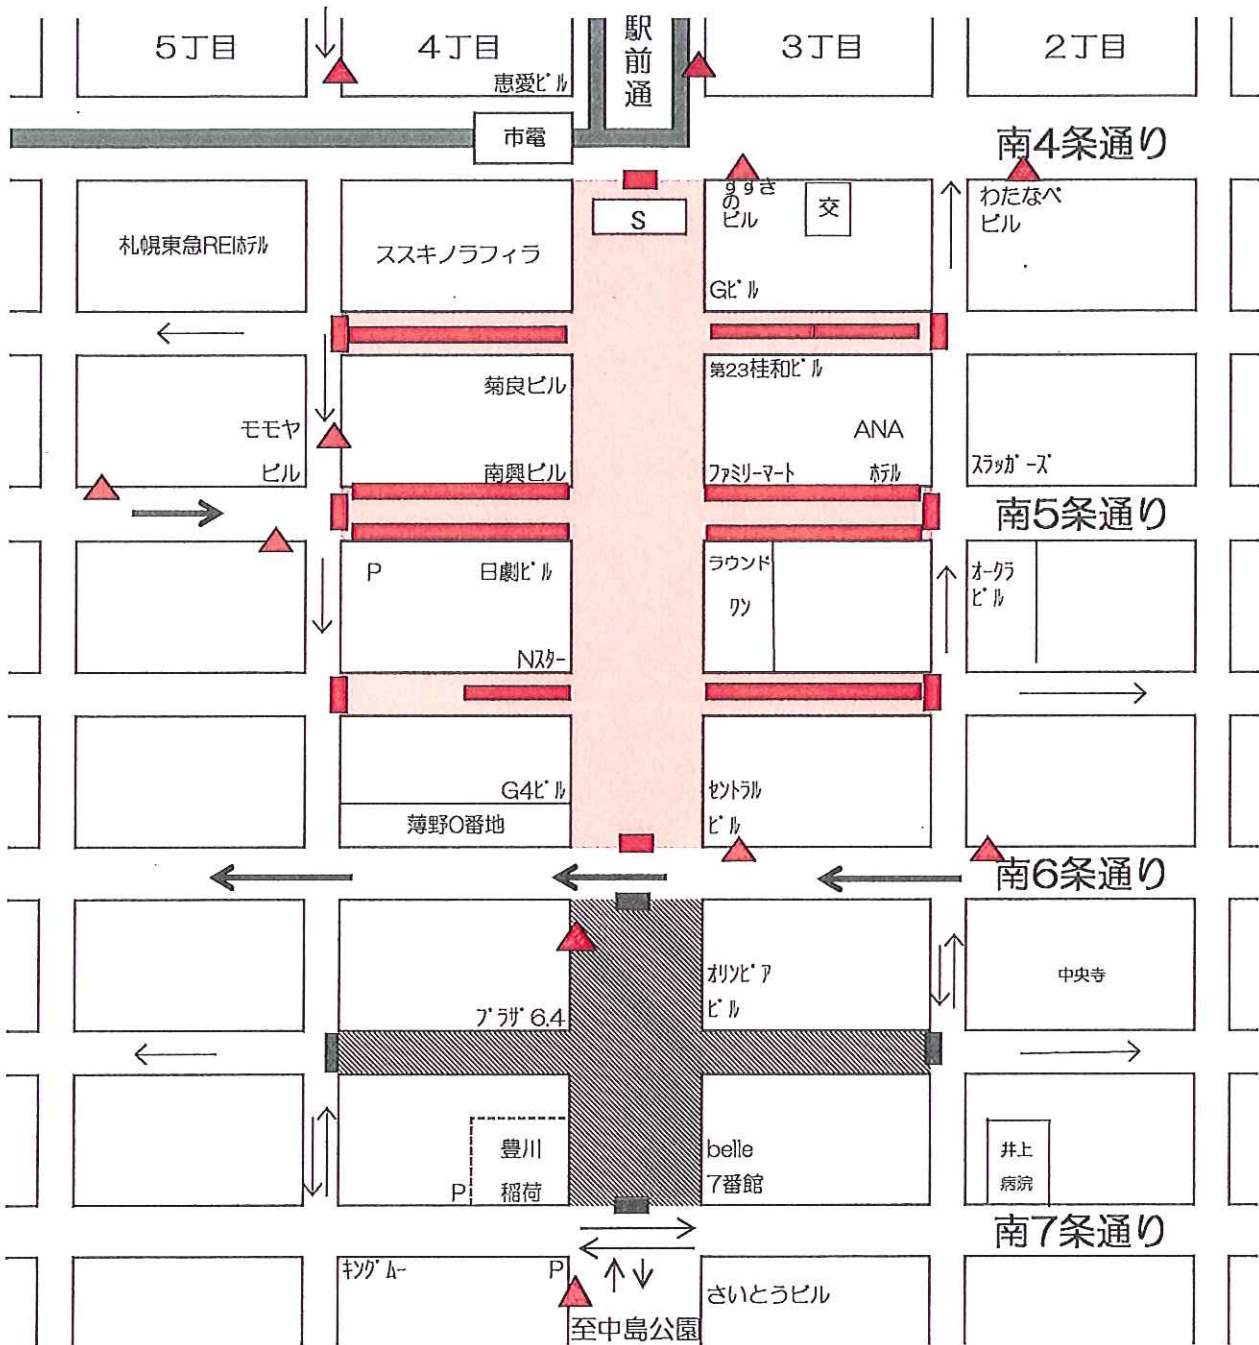 5丁目
4丁目
駅前通
3丁目
2丁目
恵愛ビル
市電
南4条通り
札幌東急REIホテル
ススキノラフィラ
S
すすきの
ビル
交
わたなべ
ビル
Gビル
菊良ビル
第23桂和ビル
モモヤ
ビル
ANA
ホテル
南興ビル
ファミリーマート
スラッガーズ
南5条通り
P
日劇ビル
ラウンド
ワン
オークラ
ビル
Nスター
G4ビル
薄野0番地
セントラル
ビル
南6条通り
プラザ6.4
オリンピア
ビル
中央寺
豊川
稲荷
P
belle
7番館
井上
病院
南7条通り
キングムー
P
さいとうビル
至中島公園